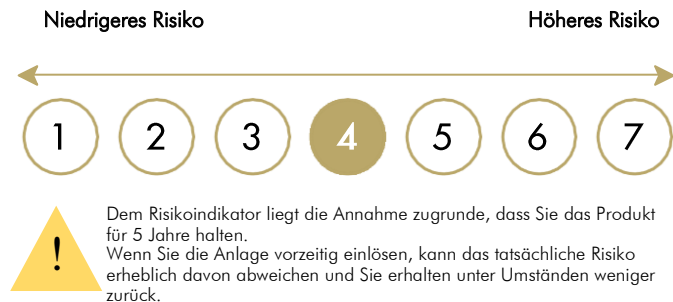 Niedrigeres Risiko Höheres Risiko
1 2 3 4 5 6 7
! Dem Risikoindikator liegt die Annahme zugrunde, dass Sie das Produkt
für 5 Jahre halten.
Wenn Sie die Anlage vorzeitig einlösen, kann das tatsächliche Risiko
erheblich davon abweichen und Sie erhalten unter Umständen weniger
zurück.